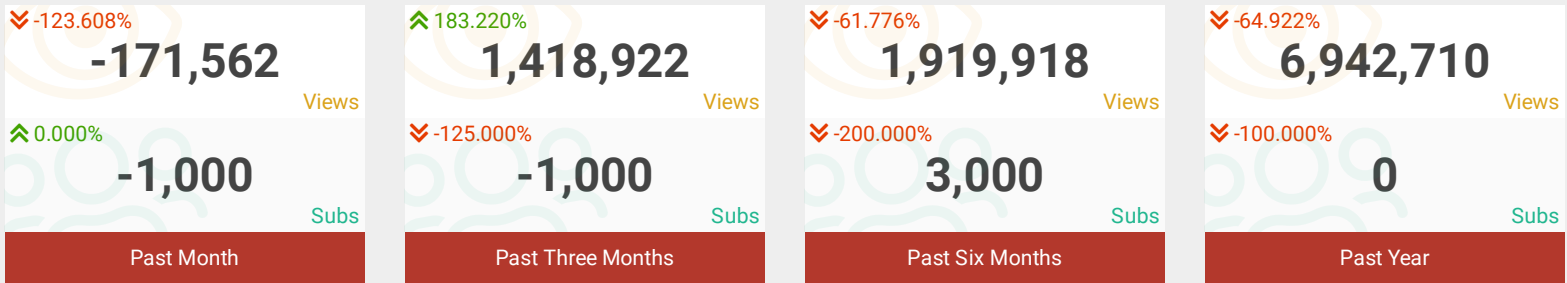 -123.608%
-171,562
Views
0.000%
-1,000
Subs
Past Month
183.220%
1,418,922
Views
-125.000%
-1,000
Subs
Past Three Months
-61.776%
1,919,918
Views
-200.000%
3,000
Subs
Past Six Months
-64.922%
6,942,710
Views
-100.000%
0
Subs
Past Year